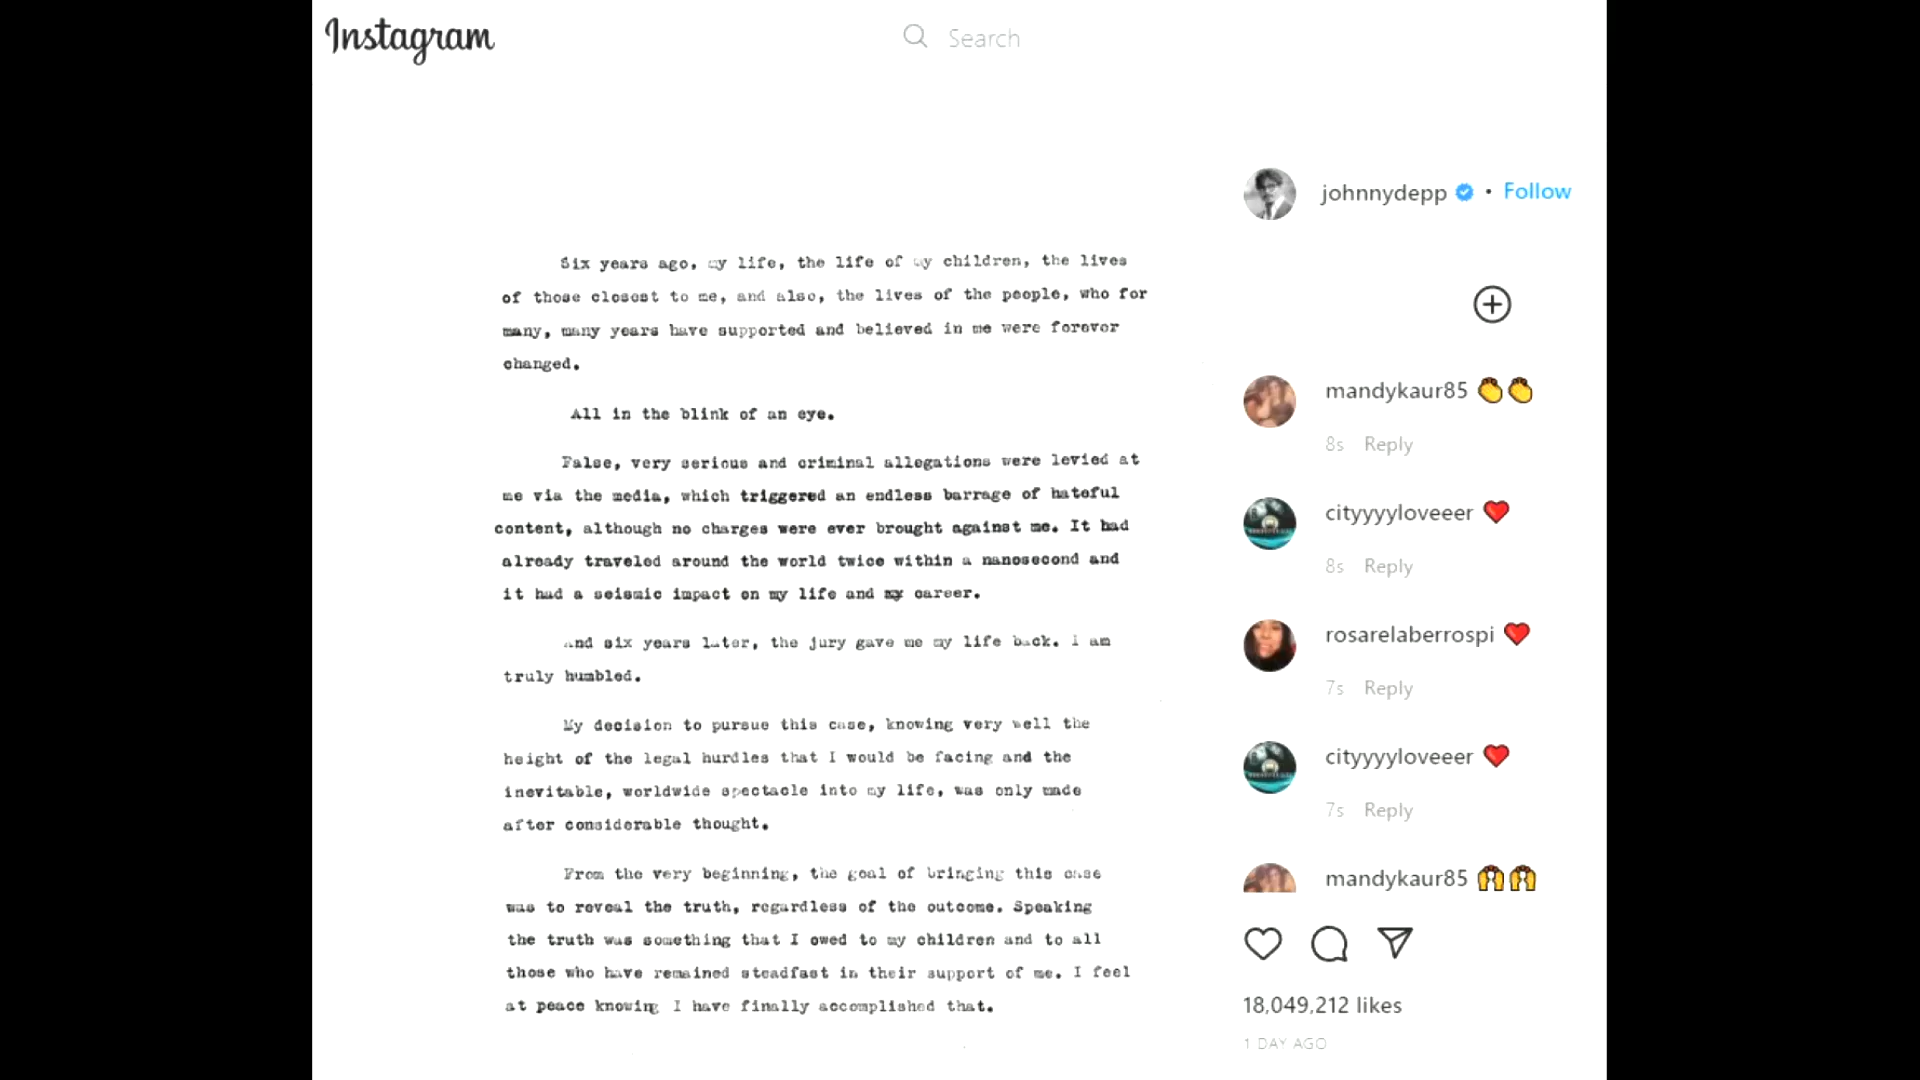 Instagram
Search
johnnydepp • Follow
Six years ago, my life, the life of my children, the lives
of those closest to me, and also, the lives of the people, who for
many, many years have supported and believed in me were forever
changed.
All in the blink of an eye.
False, very serious and criminal allegations were levied at
me via the media, which triggered an endless barrage of hateful
content, although no charges were ever brought against me. It had
already traveled around the world twice within a nanosecond and
it had a seismic impact on my life and my career.
And six years later, the jury gave me my life back. I am
truly humbled.
My decision to pursue this case, knowing very well the
height of the legal hurdles that I would be facing and the
inevitable, worldwide spectacle into my life, was only made
after considerable thought.
From the very beginning, the goal of bringing this case
was to reveal the truth, regardless of the outcome. Speaking
the truth was something that I owed to my children and to all
those who have remained steadfast in their support of me. I feel
at peace knowing I have finally accomplished that.
mandykaur85 👏👏
8s Reply
cityyyyloveeer ❤️
8s Reply
rosarelaberrospi ❤️
7s Reply
cityyyyloveeer ❤️
7s Reply
mandykaur85 🙌🙌
18,049,212 likes
1 DAY AGO